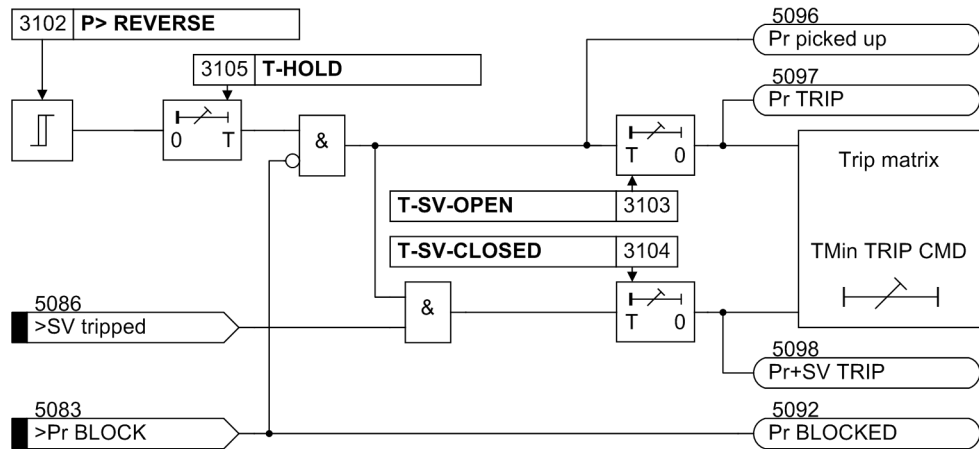 3102 P> REVERSE
5096
Pr picked up
3105 T-HOLD
5097
Pr TRIP
0 T
&
T 0
Trip matrix
T-SV-OPEN 3103
T-SV-CLOSED 3104
TMin TRIP CMD
5086
>SV tripped
&
T 0
5098
Pr+SV TRIP
5083
>Pr BLOCK
5092
Pr BLOCKED